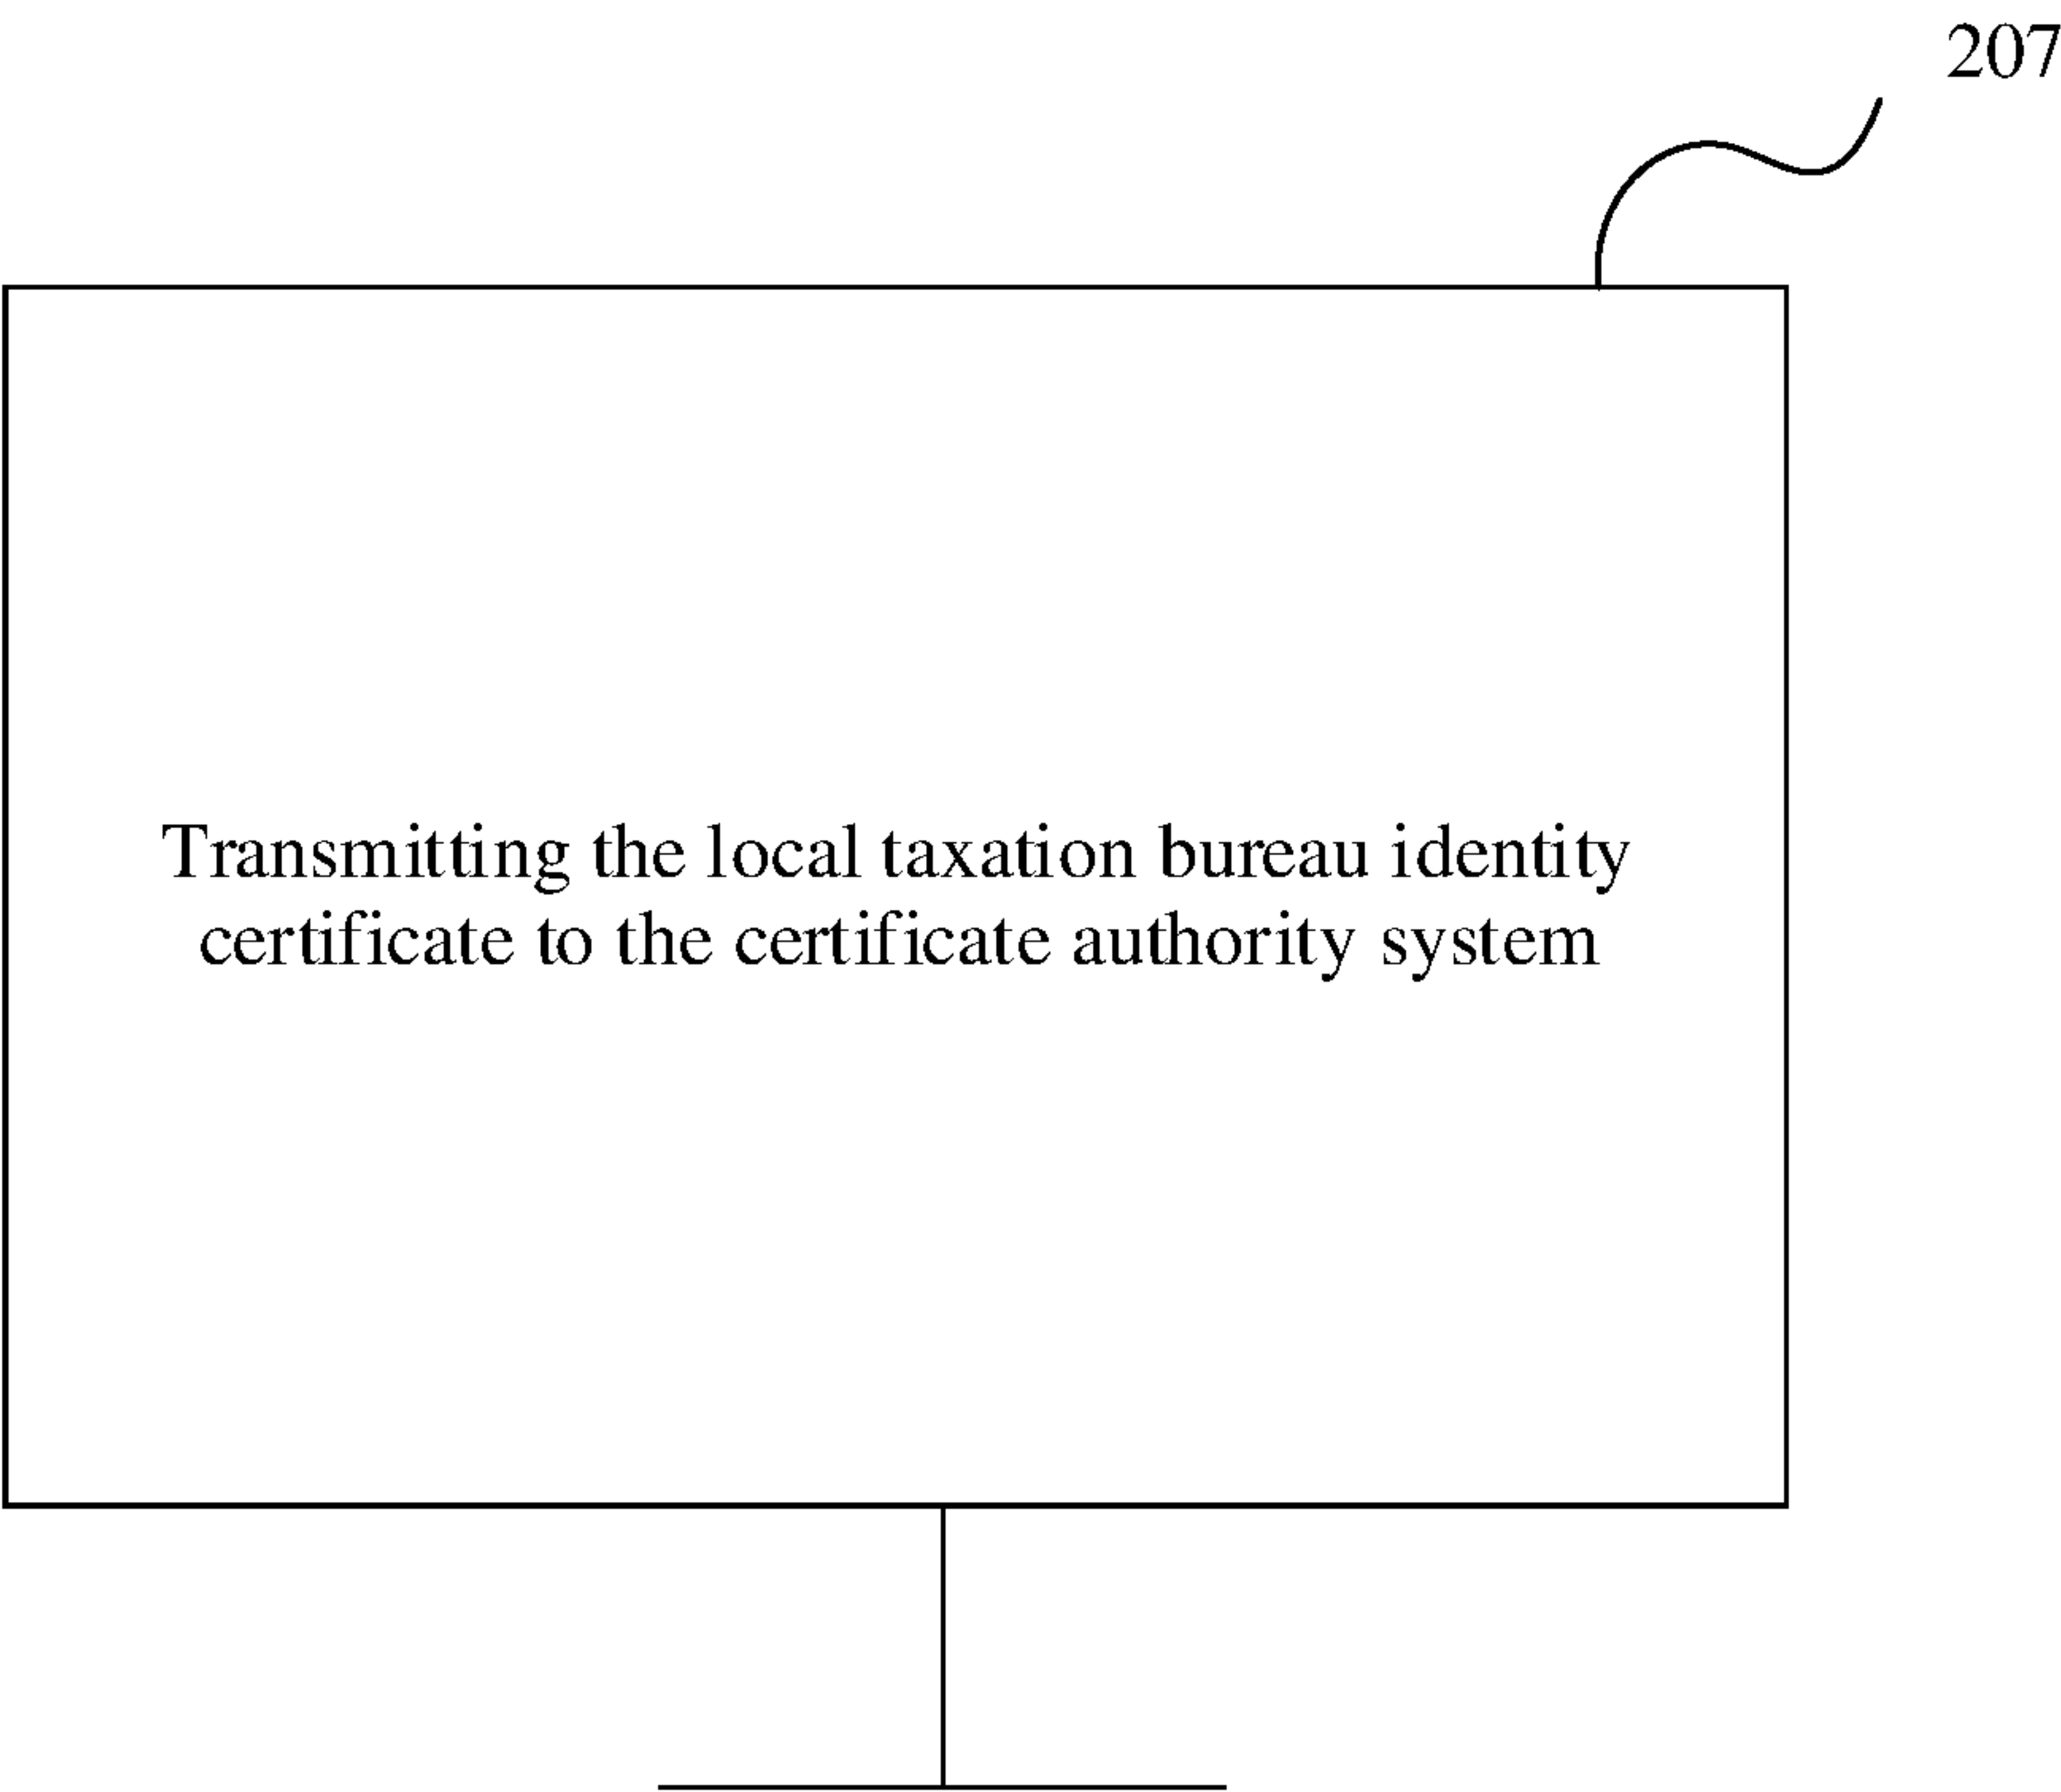 207
Transmitting the local taxation bureau identity
certificate to the certificate authority system